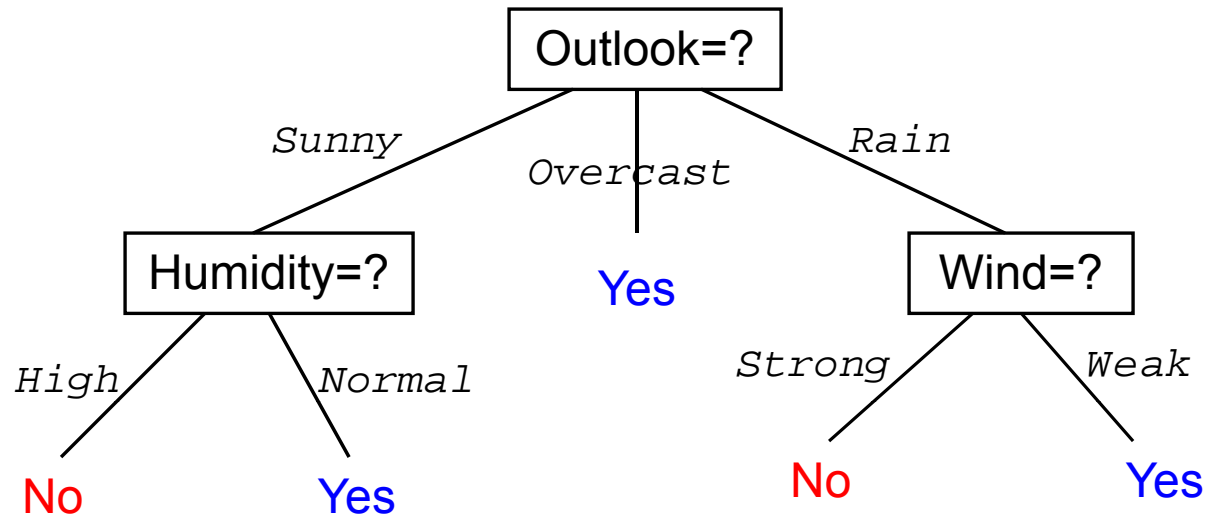 Outlook=?
Sunny
Overcast
Rain
Humidity=?
Yes
Wind=?
High
Normal
Strong
Weak
No
Yes
No
Yes